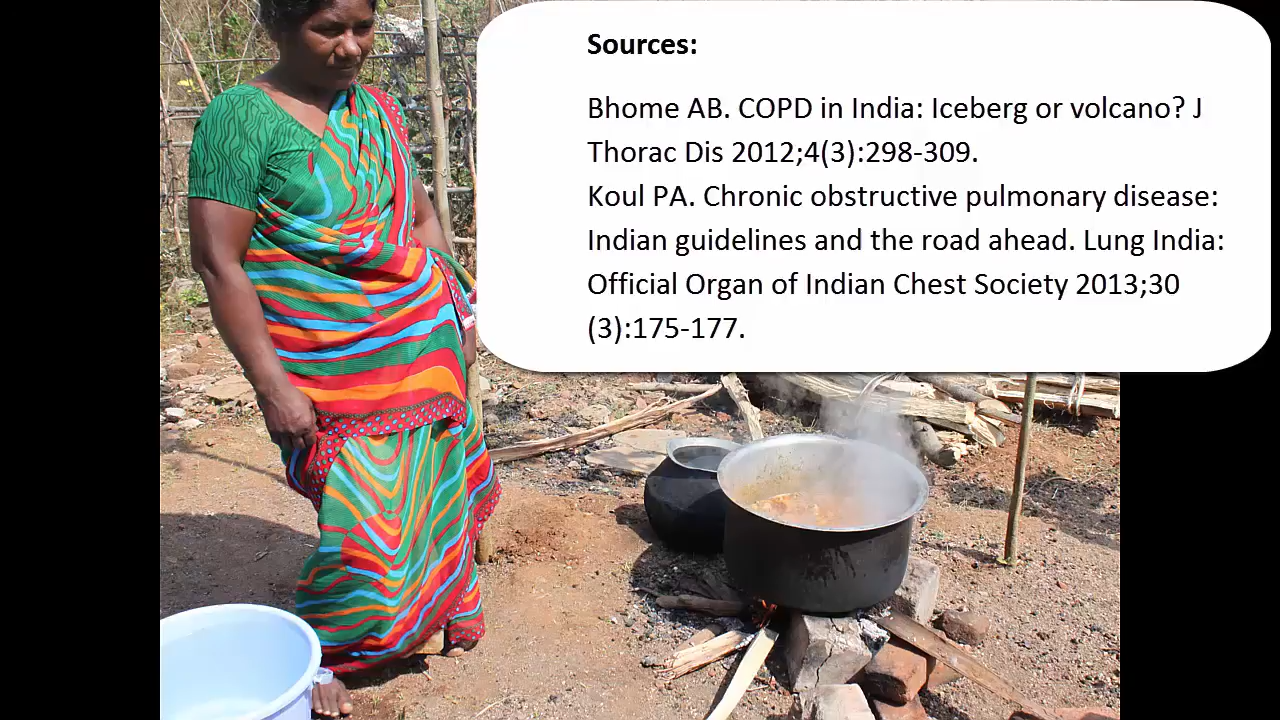 Sources:
Bhome AB. COPD in India: Iceberg or volcano? J
Thorac Dis 2012;4(3):298-309.
Koul PA. Chronic obstructive pulmonary disease:
Indian guidelines and the road ahead. Lung India:
Official Organ of Indian Chest Society 2013;30
(3):175-177.